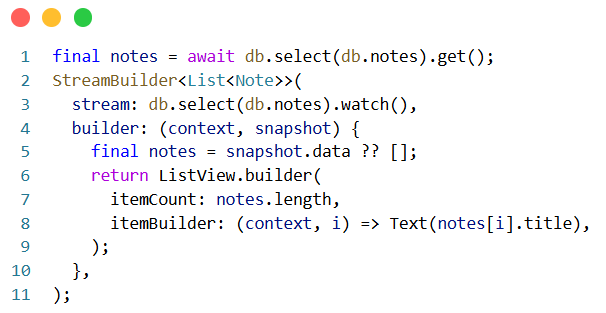 1 final notes = await db.select(db.notes).get();
2 StreamBuilder<List<Note>>(
3   stream: db.select(db.notes).watch(),
4   builder: (context, snapshot) {
5     final notes = snapshot.data ?? [];
6     return ListView.builder(
7       itemCount: notes.length,
8       itemBuilder: (context, i) => Text(notes[i].title),
9     );
10   },
11 );